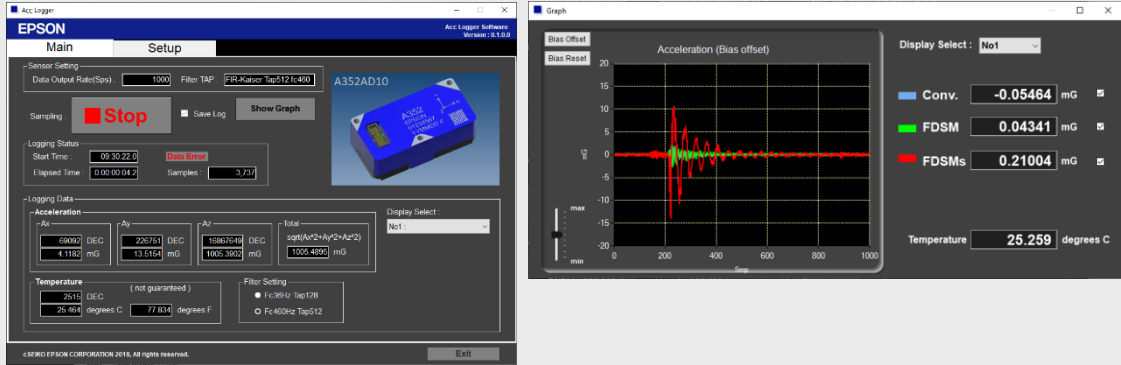 Acc Logger
EPSON
Acc Logger Software
Version : 0.1.0.0
Main
Setup
Sensor Setting
Data Output Rate(Sps) : 1000 Filter TAP : FIR-Kaiser Tap512 fc460
A352AD10
Sampling : Stop
Save Log
Show Graph
A352
EPSON
Logging Status
Start Time : 09:30:22.0
Data Error
Elapsed Time : 0.00:00:04.2
Samples : 3,737
Logging Data
Acceleration
Ax
69092 DEC
4.1182 mG
Ay
226751 DEC
13.5154 mG
Az
16867649 DEC
1005.3902 mG
Total
sqrt(Ax^2+Ay^2+Az^2)
1005.4895 mG
Display Select :
No1 :
Temperature
( not guaranteed )
2515 DEC
25.464 degrees C 77.834 degrees F
Filter Setting
Fc36Hz Tap128
Fc460Hz Tap512
cSEIKO EPSON CORPORATION 2018, All rights reserved.
Exit
Graph
Bias Offset
Bias Reset
Acceleration (Bias offset)
20
15
10
5
0
-5
-10
-15
-20
mG
max
min
0 200 400 600 800 1000
Smp
Display Select : No1
Conv. -0.05464 mG
FDSM 0.04341 mG
FDSMs 0.21004 mG
Temperature 25.259 degrees C